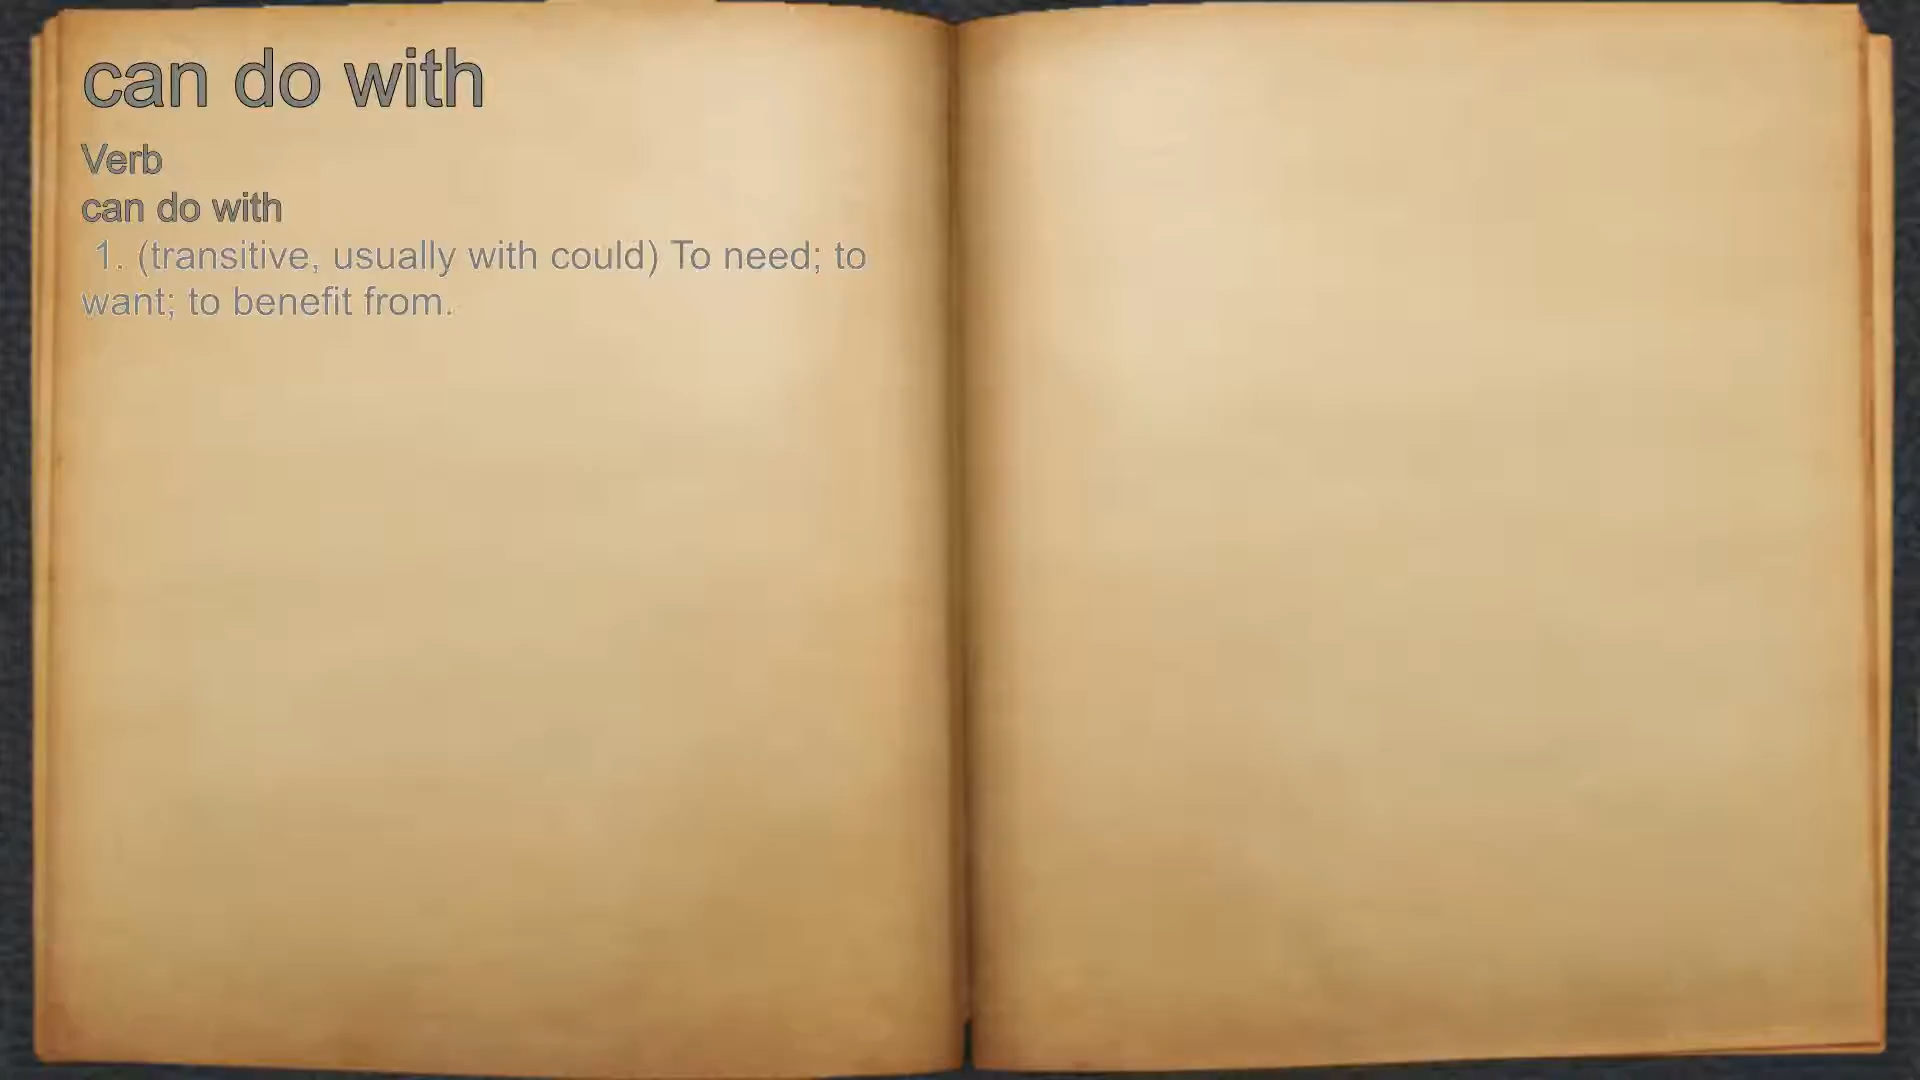 can do with
Verb
can do with
1. (transitive, usually with could) To need; to
want; to benefit from.